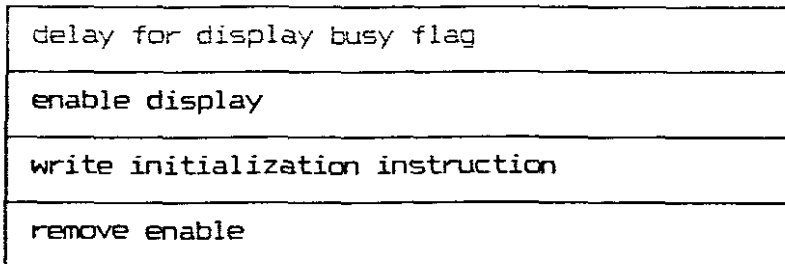 delay for display busy flag
enable display
write initialization instruction
remove enable